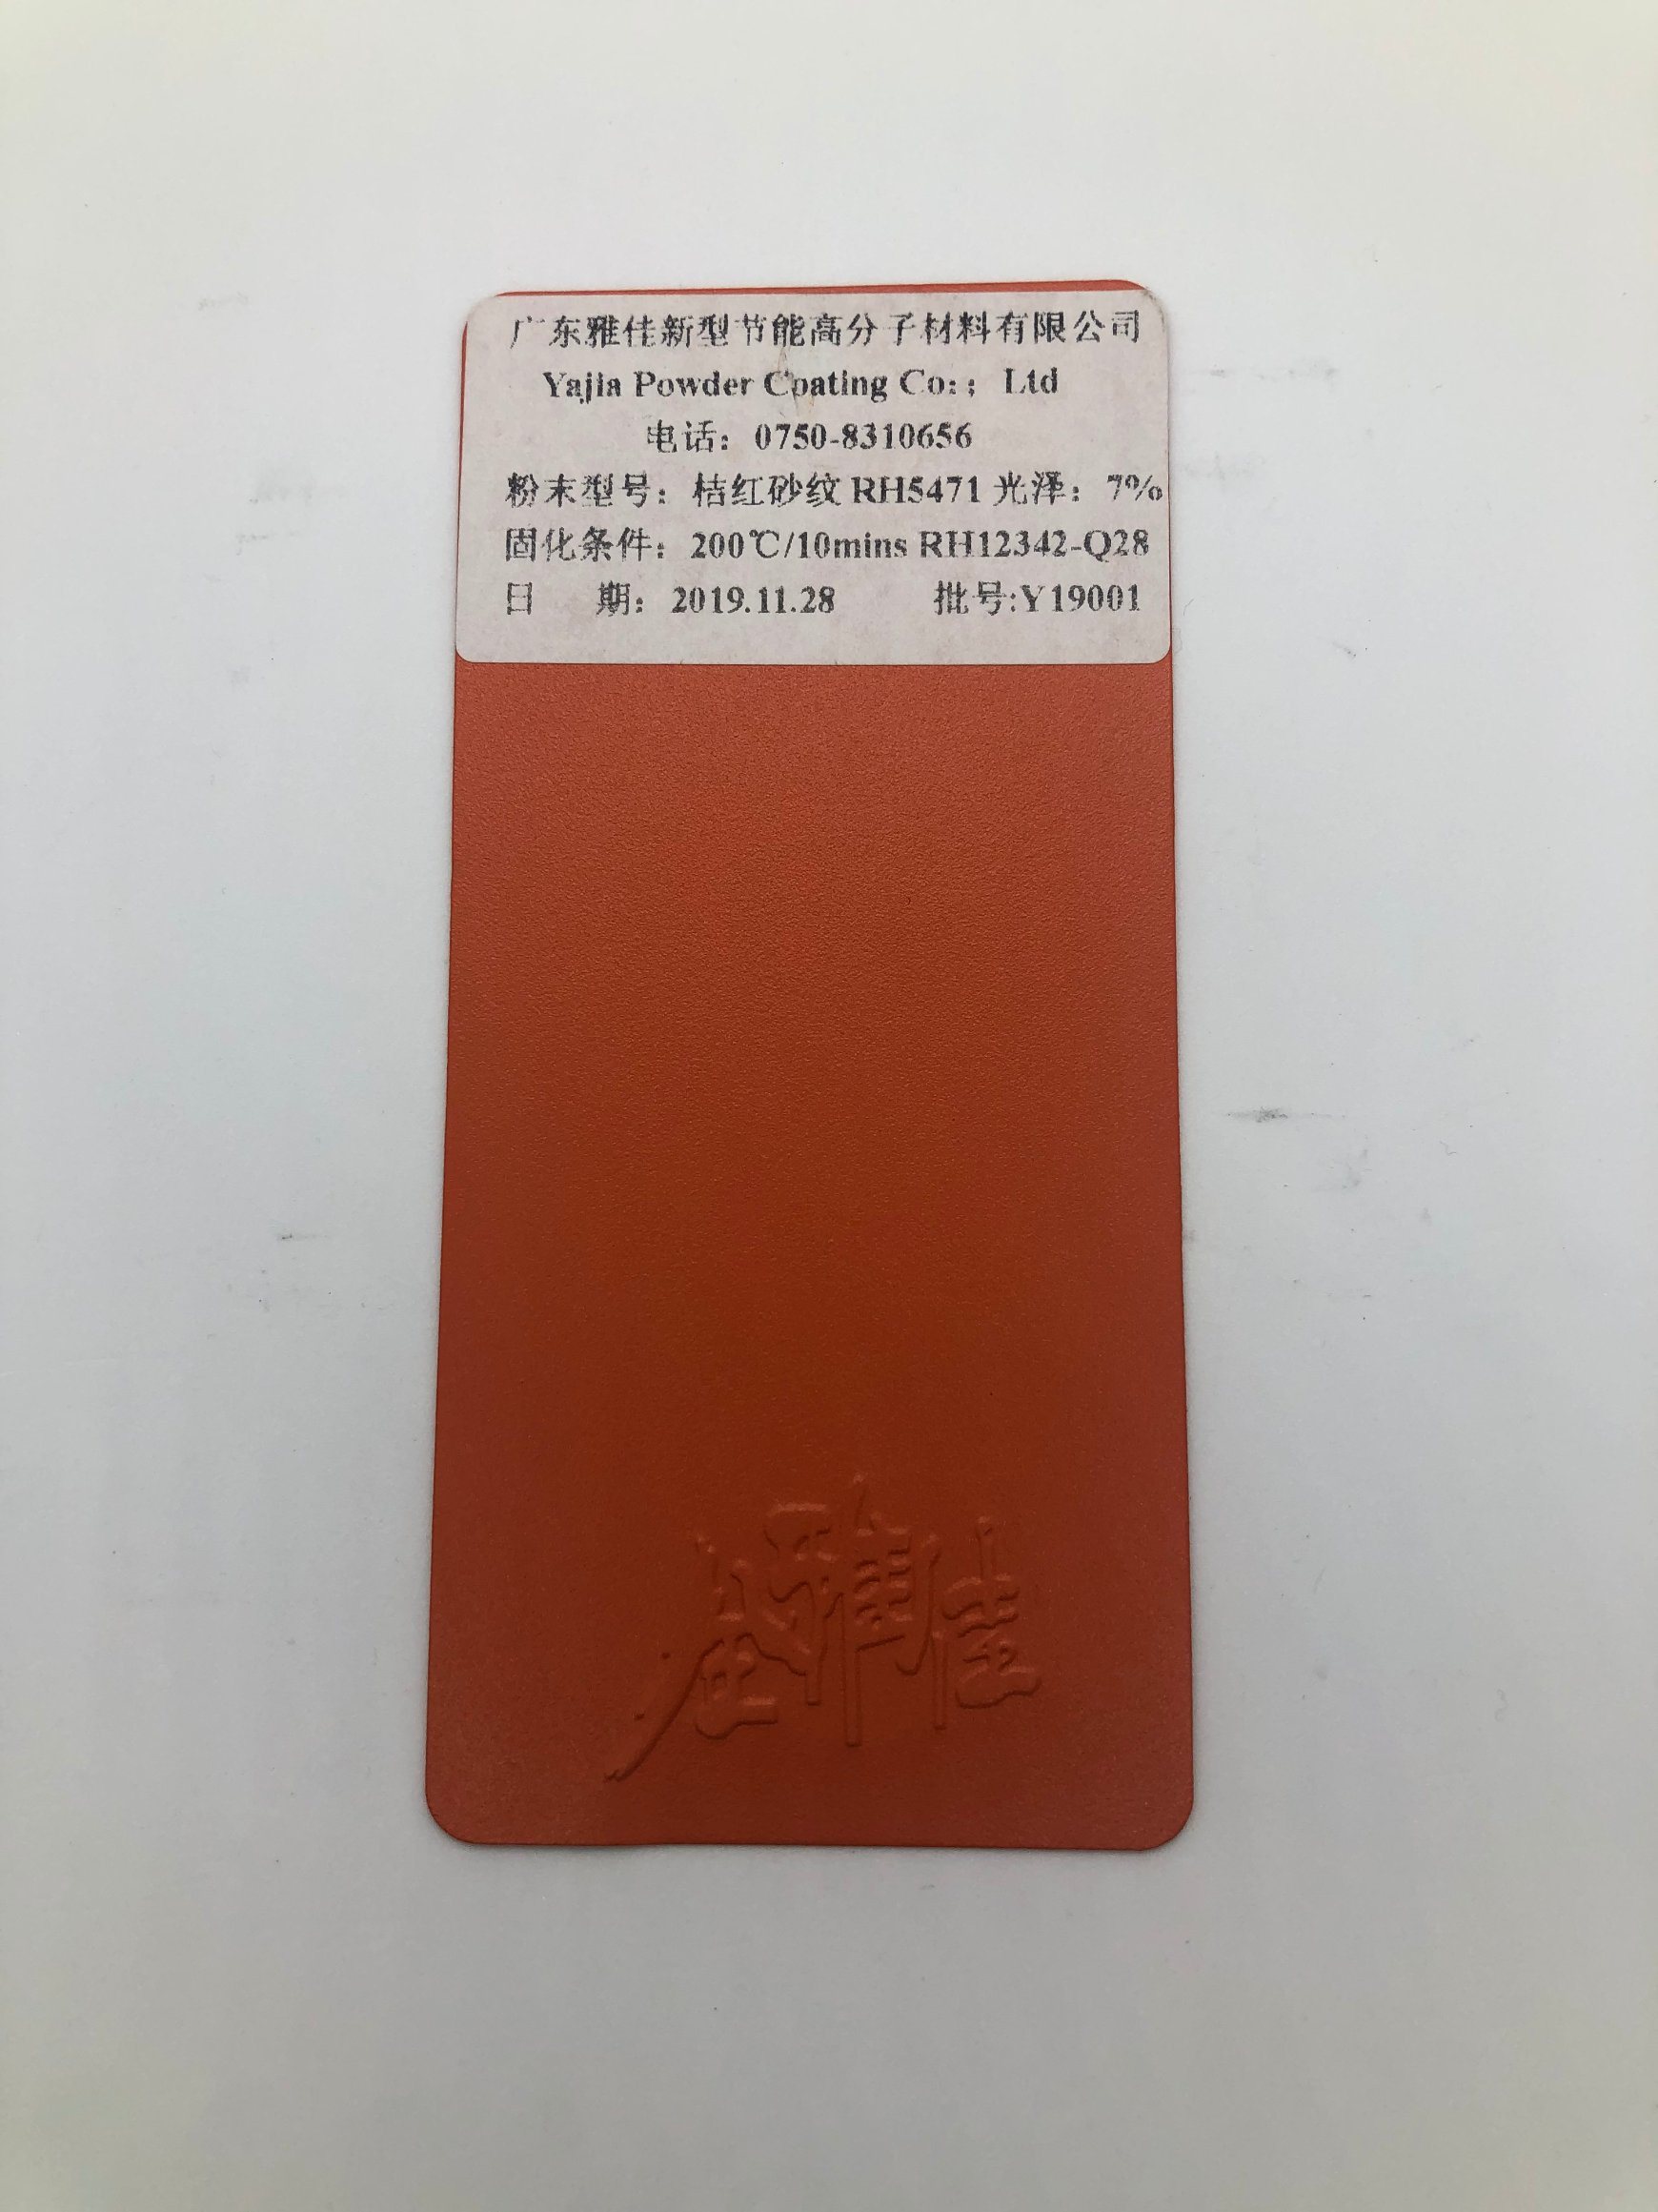 广东雅佳新型节能高分子材料有限公司
Yajia Powder Coating Co:; Ltd
电话：0750-8310656
粉末型号：桔红砂纹 RH5471 光泽：7%
固化条件：200℃/10mins RH12342-Q28
日 期：2019.11.28 批号:Y19001
雅佳